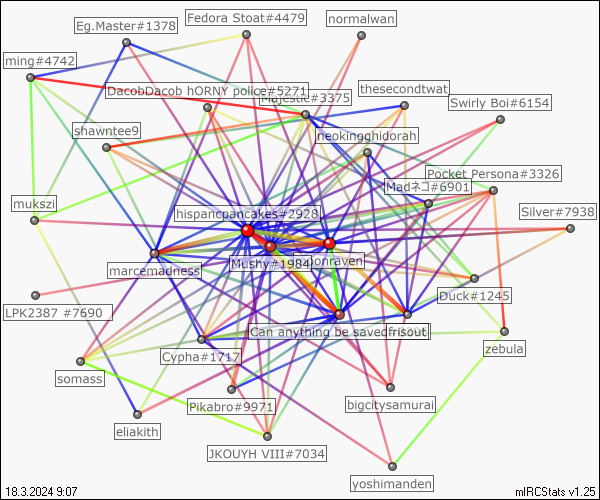 Fedora Stoat#4479
normalwan
Eg.Master#1378
ming#4742
DacobDacob hORNY police#5271
thesecondtwat
Majestic#3375
Swirly Boi#6154
shawntee9
neokingghidorah
Pocket Persona#3326
Madネコ#6901
mukszi
hispancpancakes#2928
Silver#7938
Mushy#1984
onraven
marcemadness
Duck#1245
LPK2387 #7690
Can anything be saved
frisout
zebula
Cypha#1717
somass
Pikabro#9971
bigcitysamurai
eliakith
JKOUYH VIII#7034
yoshimanden
18.3.2024 9:07
mIRCStats v1.25